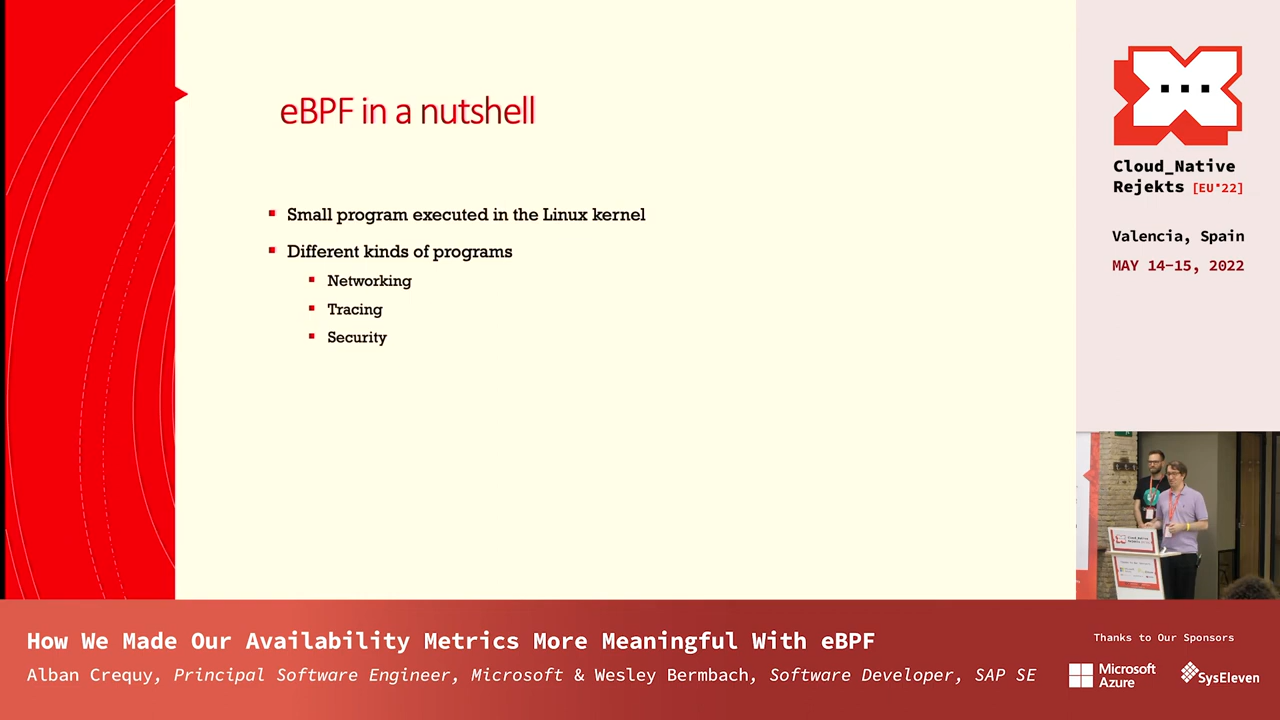 eBPF in a nutshell
Small program executed in the Linux kernel
Different kinds of programs
Networking
Tracing
Security
Cloud_Native
Rejekts [EU*22]
Valencia, Spain
MAY 14-15, 2022
How We Made Our Availability Metrics More Meaningful With eBPF
Alban Crequy, Principal Software Engineer, Microsoft & Wesley Bermbach, Software Developer, SAP SE
Thanks to Our Sponsors
Microsoft
Azure
SysEleven